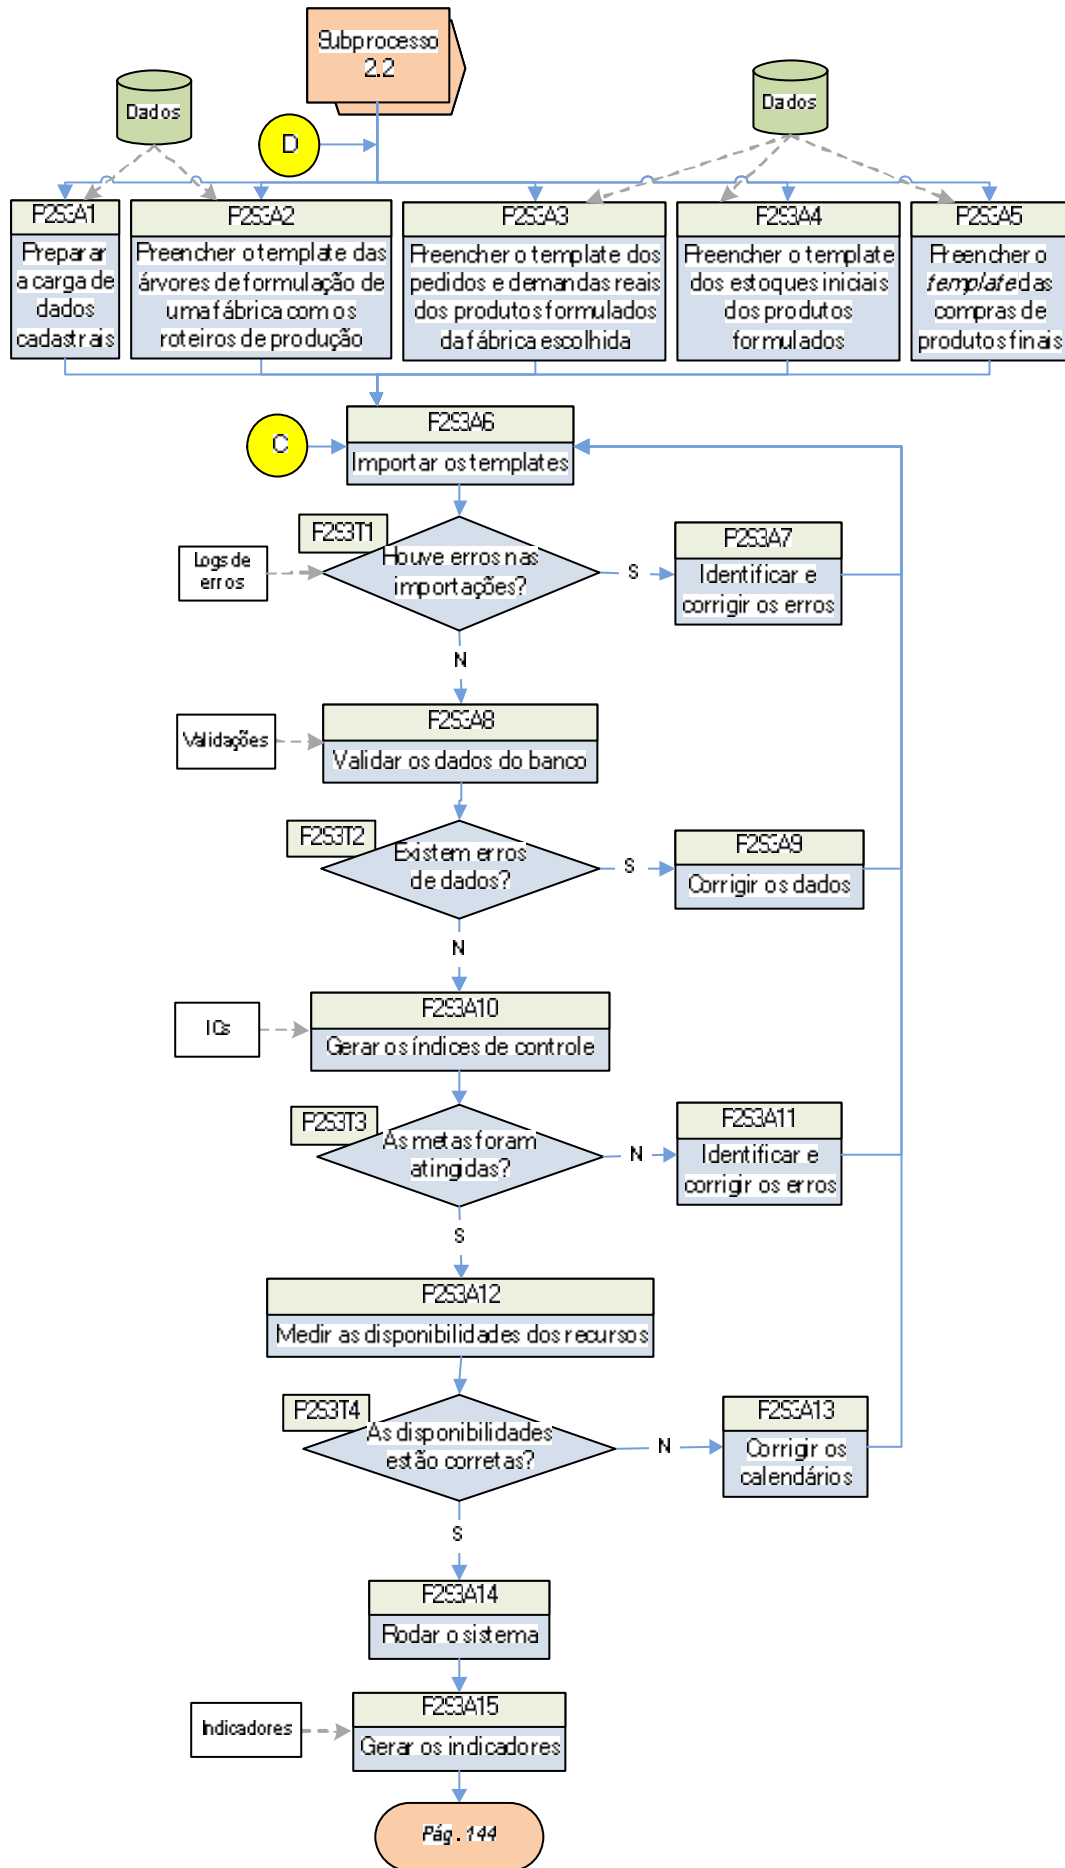 Subprocesso
2.2
Dados
Dados
D
F2S3A1
Preparar
a carga de
dados
cadastrais
F2S3A2
Preencher o template das
árvores de formulação de
uma fábrica com os
roteiros de produção
F2S3A3
Preencher o template dos
pedidos e demandas reais
dos produtos formulados
da fábrica escolhida
F2S3A4
Preencher o template
dos estoques iniciais
dos produtos
formulados
F2S3A5
Preencher o
template das
compras de
produtos finais
F2S3A6
Importar os templates
C
F2S3T1
Houve erros nas
importações?
Logs de
erros
S
F2S3A7
Identificar e
corrigir os erros
N
F2S3A8
Validar os dados do banco
Validações
F2S3T2
Existem erros
de dados?
S
F2S3A9
Corrigir os dados
N
F2S3A10
Gerar os índices de controle
ICs
F2S3T3
As metas foram
atingidas?
N
F2S3A11
Identificar e
corrigir os erros
S
F2S3A12
Medir as disponibilidades dos recursos
F2S3T4
As disponibilidades
estão corretas?
N
F2S3A13
Corrigir os
calendários
S
F2S3A14
Rodar o sistema
F2S3A15
Gerar os indicadores
Indicadores
Pág. 144